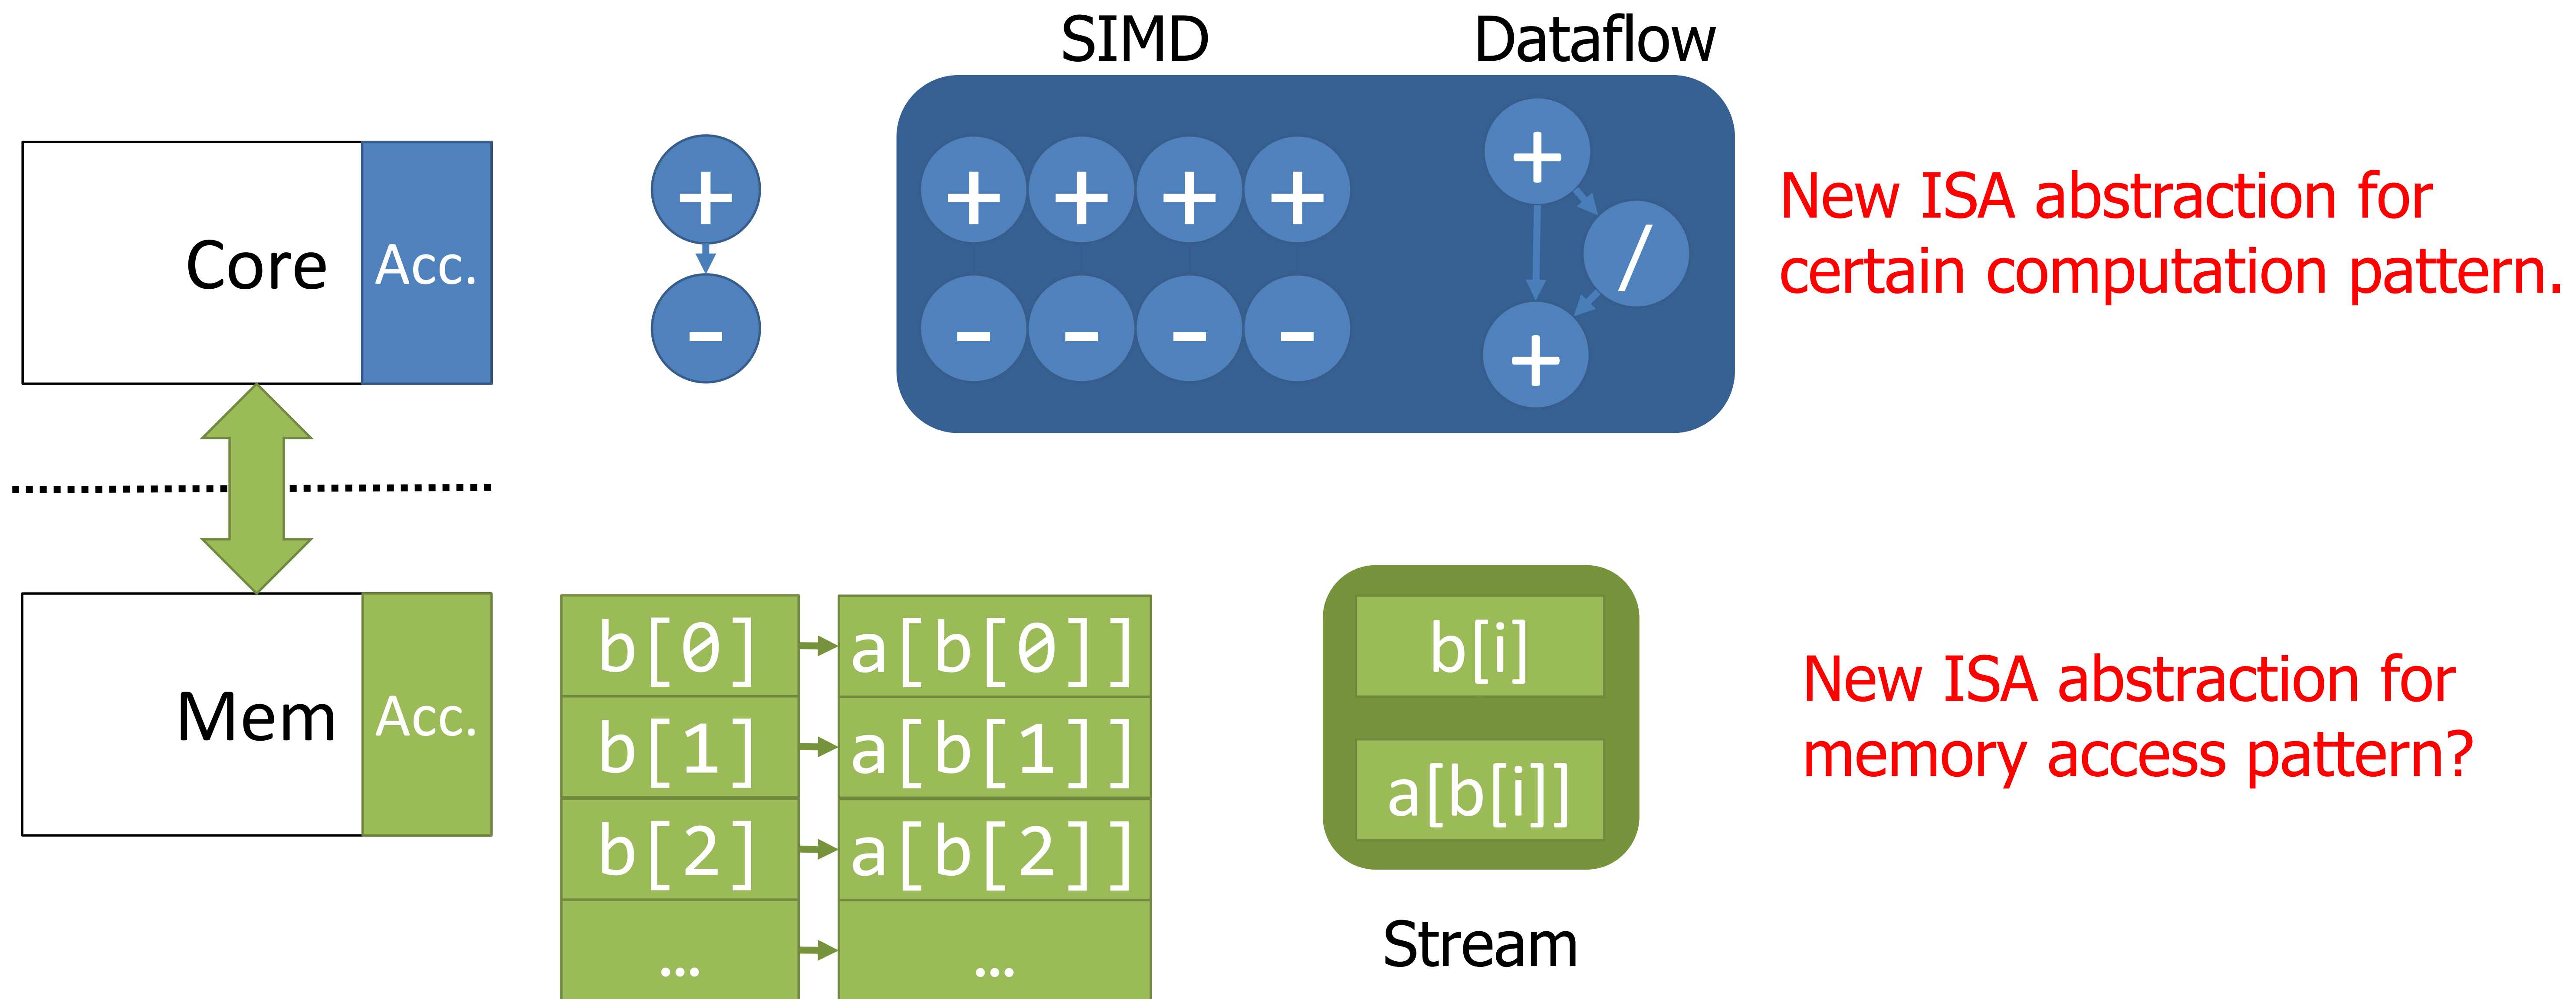 SIMD
Dataflow
Core
Acc.
+
-
+ + + +
- - - -
+
/
+
New ISA abstraction for
certain computation pattern.
Mem
Acc.
b[0]
a[b[0]]
b[1]
a[b[1]]
b[2]
a[b[2]]
...
...
b[i]
a[b[i]]
Stream
New ISA abstraction for
memory access pattern?